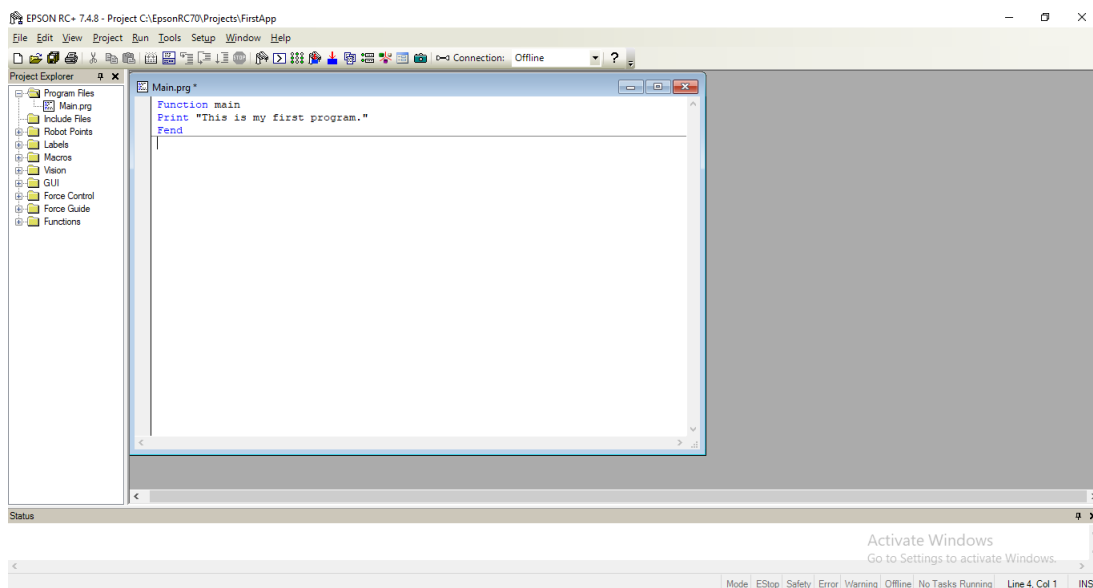 EPSON RC+ 7.4.8 - Project C:\EpsonRC70\Projects\FirstApp
File Edit View Project Run Tools Setup Window Help
Connection: Offline
Project Explorer
Program Files
Main.prg
Include Files
Robot Points
Labels
Macros
Vision
GUI
Force Control
Force Guide
Functions
Main.prg *
Function main
Print "This is my first program."
Fend
Status
Activate Windows
Go to Settings to activate Windows.
Mode EStop Safety Error Warning Offline No Tasks Running Line 4, Col 1 INS